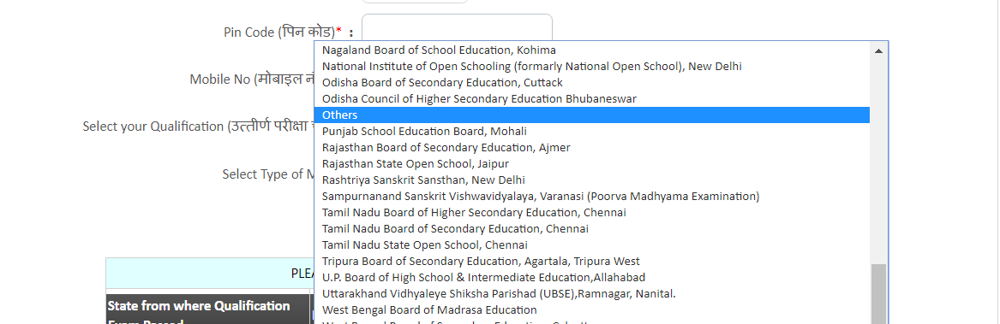 Pin Code (पिन कोड)* :
Nagaland Board of School Education, Kohima
National Institute of Open Schooling (formarly National Open School), New Delhi
Mobile No (मोबाइल
Odisha Board of Secondary Education, Cuttack
Odisha Council of Higher Secondary Education Bhubaneswar
Others
Select your Qualification (उत्तीर्ण परीक्षा
Punjab School Education Board, Mohali
Rajasthan Board of Secondary Education, Ajmer
Rajasthan State Open School, Jaipur
Select Type of M
Rashtriya Sanskrit Sansthan, New Delhi
Sampurnanand Sanskrit Vishwavidyalaya, Varanasi (Poorva Madhyama Examination)
Tamil Nadu Board of Higher Secondary Education, Chennai
Tamil Nadu Board of Secondary Education, Chennai
Tamil Nadu State Open School, Chennai
Tripura Board of Secondary Education, Agartala, Tripura West
PLEA
U.P. Board of High School & Intermediate Education,Allahabad
Uttarakhand Vidhyaleye Shiksha Parishad (UBSE),Ramnagar, Nanital.
State from where Qualification
West Bengal Board of Madrasa Education